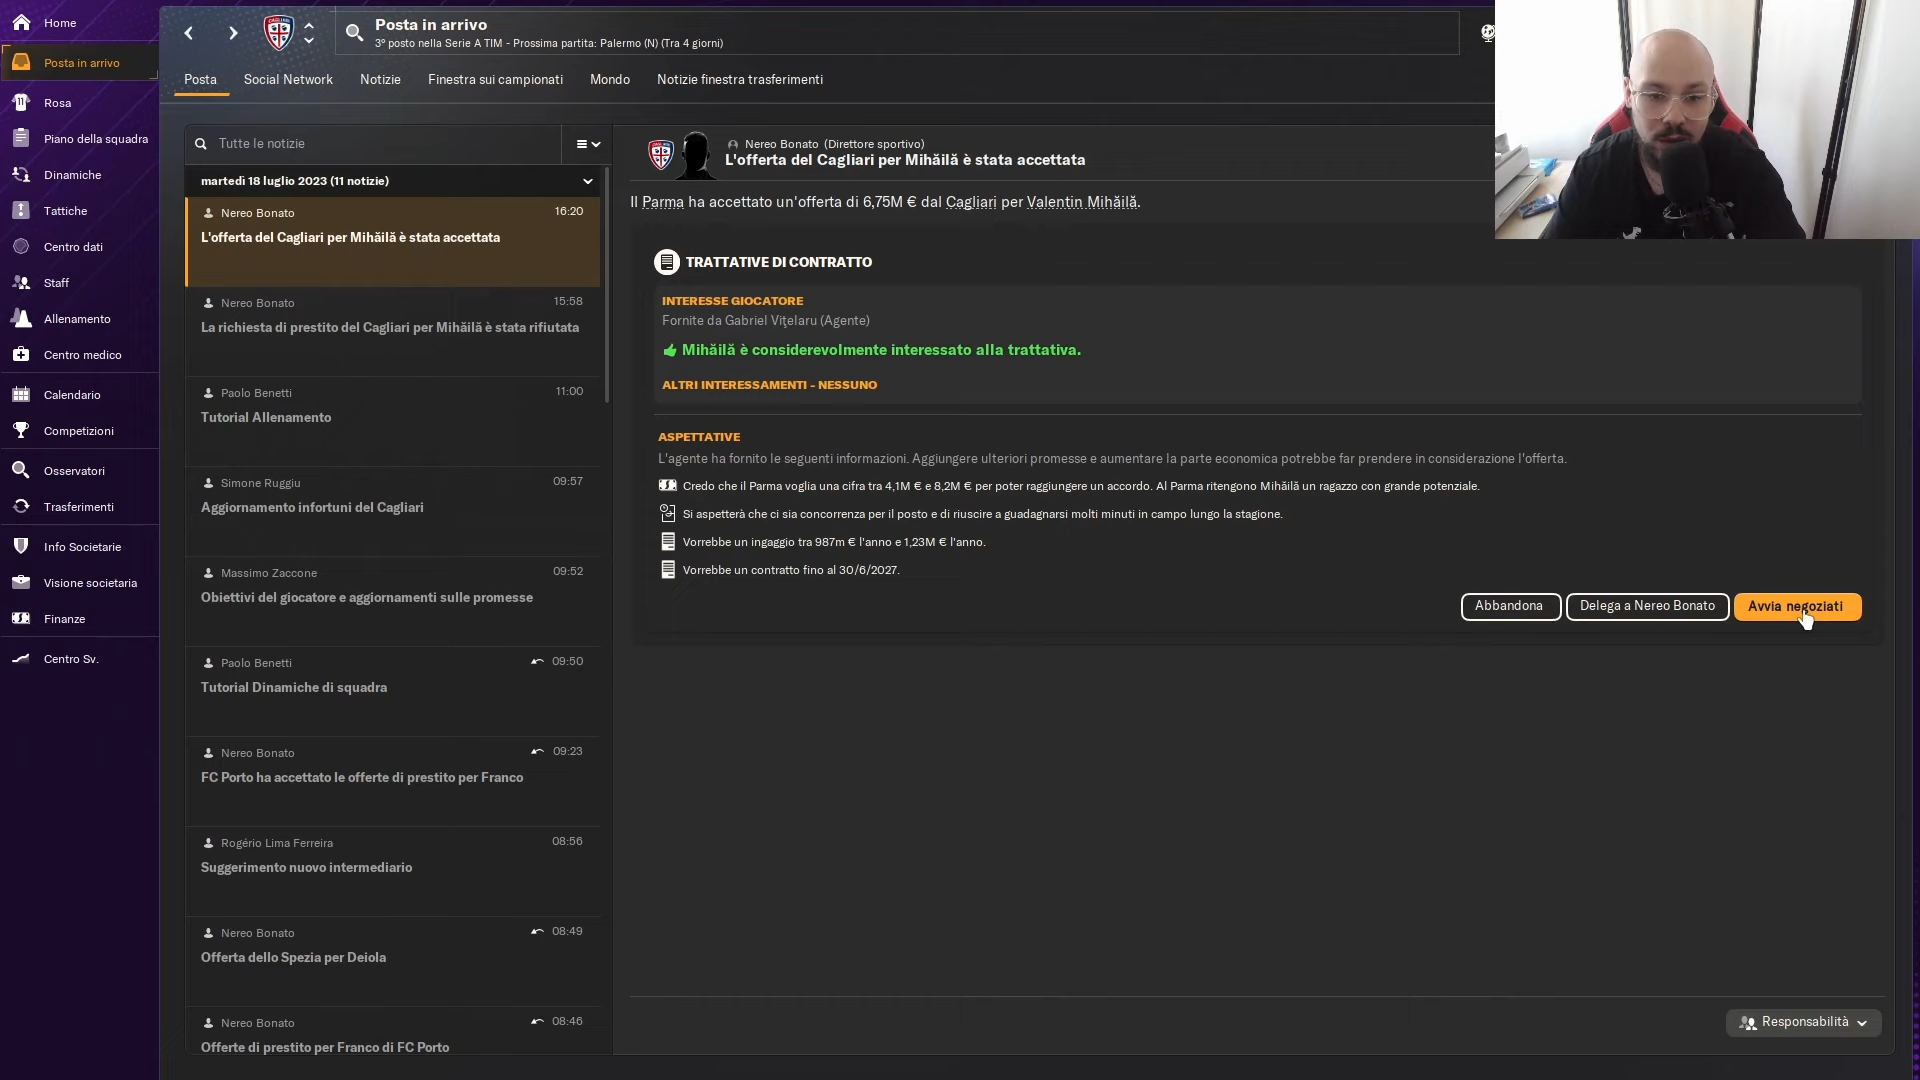 Home
Posta in arrivo
Rosa
Piano della squadra
Dinamiche
Tattiche
Centro dati
Staff
Allenamento
Centro medico
Calendario
Competizioni
Osservatori
Trasferimenti
Info Societarie
Visione societaria
Finanze
Centro Sv.
Posta in arrivo
3° posto nella Serie A TIM - Prossima partita: Palermo (N) (Tra 4 giorni)
Posta Social Network Notizie Finestra sui campionati Mondo Notizie finestra trasferimenti
Tutte le notizie
martedì 18 luglio 2023 (11 notizie)
Nereo Bonato 16:20
L'offerta del Cagliari per Mihăilă è stata accettata
Nereo Bonato 15:58
La richiesta di prestito del Cagliari per Mihăilă è stata rifiutata
Paolo Benetti 11:00
Tutorial Allenamento
Simone Ruggiu 09:57
Aggiornamento infortuni del Cagliari
Massimo Zaccone 09:52
Obiettivi del giocatore e aggiornamenti sulle promesse
Paolo Benetti 09:50
Tutorial Dinamiche di squadra
Nereo Bonato 09:23
FC Porto ha accettato le offerte di prestito per Franco
Rogério Lima Ferreira 08:56
Suggerimento nuovo intermediario
Nereo Bonato 08:49
Offerta dello Spezia per Deiola
Nereo Bonato 08:46
Offerte di prestito per Franco di FC Porto
Nereo Bonato (Direttore sportivo)
L'offerta del Cagliari per Mihăilă è stata accettata
Il Parma ha accettato un'offerta di 6,75M € dal Cagliari per Valentin Mihăilă.
TRATTATIVE DI CONTRATTO
INTERESSE GIOCATORE
Fornite da Gabriel Viţelaru (Agente)
Mihăilă è considerevolmente interessato alla trattativa.
ALTRI INTERESSAMENTI - NESSUNO
ASPETTATIVE
L'agente ha fornito le seguenti informazioni. Aggiungere ulteriori promesse e aumentare la parte economica potrebbe far prendere in considerazione l'offerta.
Credo che il Parma voglia una cifra tra 4,1M € e 8,2M € per poter raggiungere un accordo. Al Parma ritengono Mihăilă un ragazzo con grande potenziale.
Si aspetterà che ci sia concorrenza per il posto e di riuscire a guadagnarsi molti minuti in campo lungo la stagione.
Vorrebbe un ingaggio tra 987m € l'anno e 1,23M € l'anno.
Vorrebbe un contratto fino al 30/6/2027.
Abbandona Delega a Nereo Bonato Avvia negoziati
Responsabilità